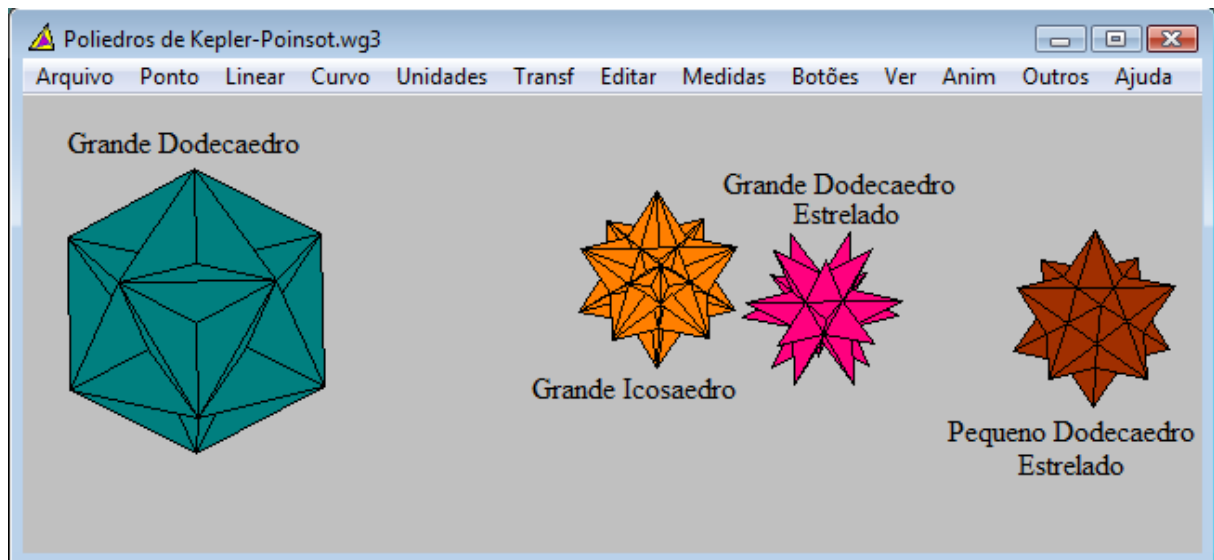 Poliedros de Kepler-Poinsot.wg3
Arquivo Ponto Linear Curvo Unidades Transf Editar Medidas Botões Ver Anim Outros Ajuda
Grande Dodecaedro
Grande Dodecaedro
Estrelado
Grande Icosaedro
Pequeno Dodecaedro
Estrelado